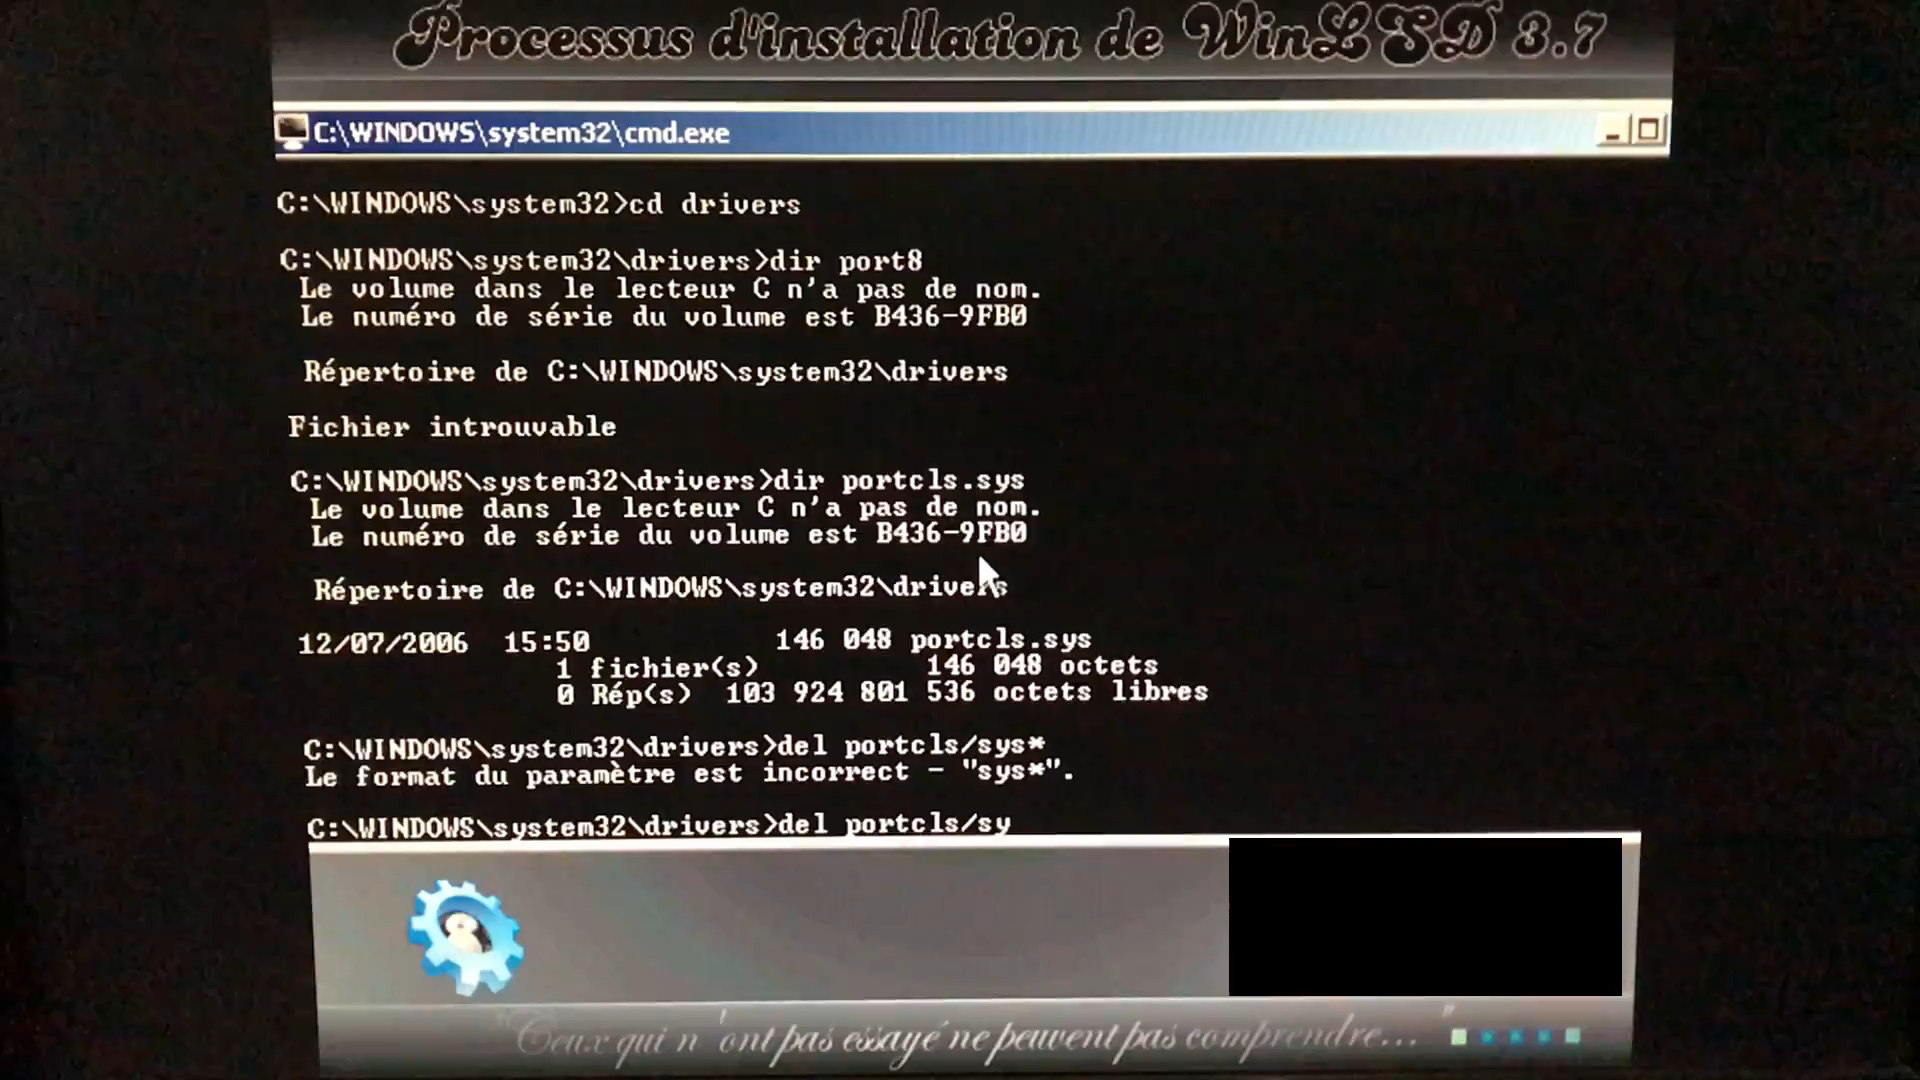 Processus d'installation de WinLSD 3.7
C:\WINDOWS\system32\cmd.exe
C:\WINDOWS\system32>cd drivers
C:\WINDOWS\system32\drivers>dir port8
Le volume dans le lecteur C n'a pas de nom.
Le numéro de série du volume est B436-9FB0
Répertoire de C:\WINDOWS\system32\drivers
Fichier introuvable
C:\WINDOWS\system32\drivers>dir portcls.sys
Le volume dans le lecteur C n'a pas de nom.
Le numéro de série du volume est B436-9FB0
Répertoire de C:\WINDOWS\system32\drivers
12/07/2006 15:50 146 048 portcls.sys
1 fichier(s) 146 048 octets
0 Rép(s) 103 924 801 536 octets libres
C:\WINDOWS\system32\drivers>del portcls/sys*
Le format du paramètre est incorrect - "sys*".
C:\WINDOWS\system32\drivers>del portcls/sy
"Ceux qui n'ont pas essayé ne peuvent pas comprendre..."